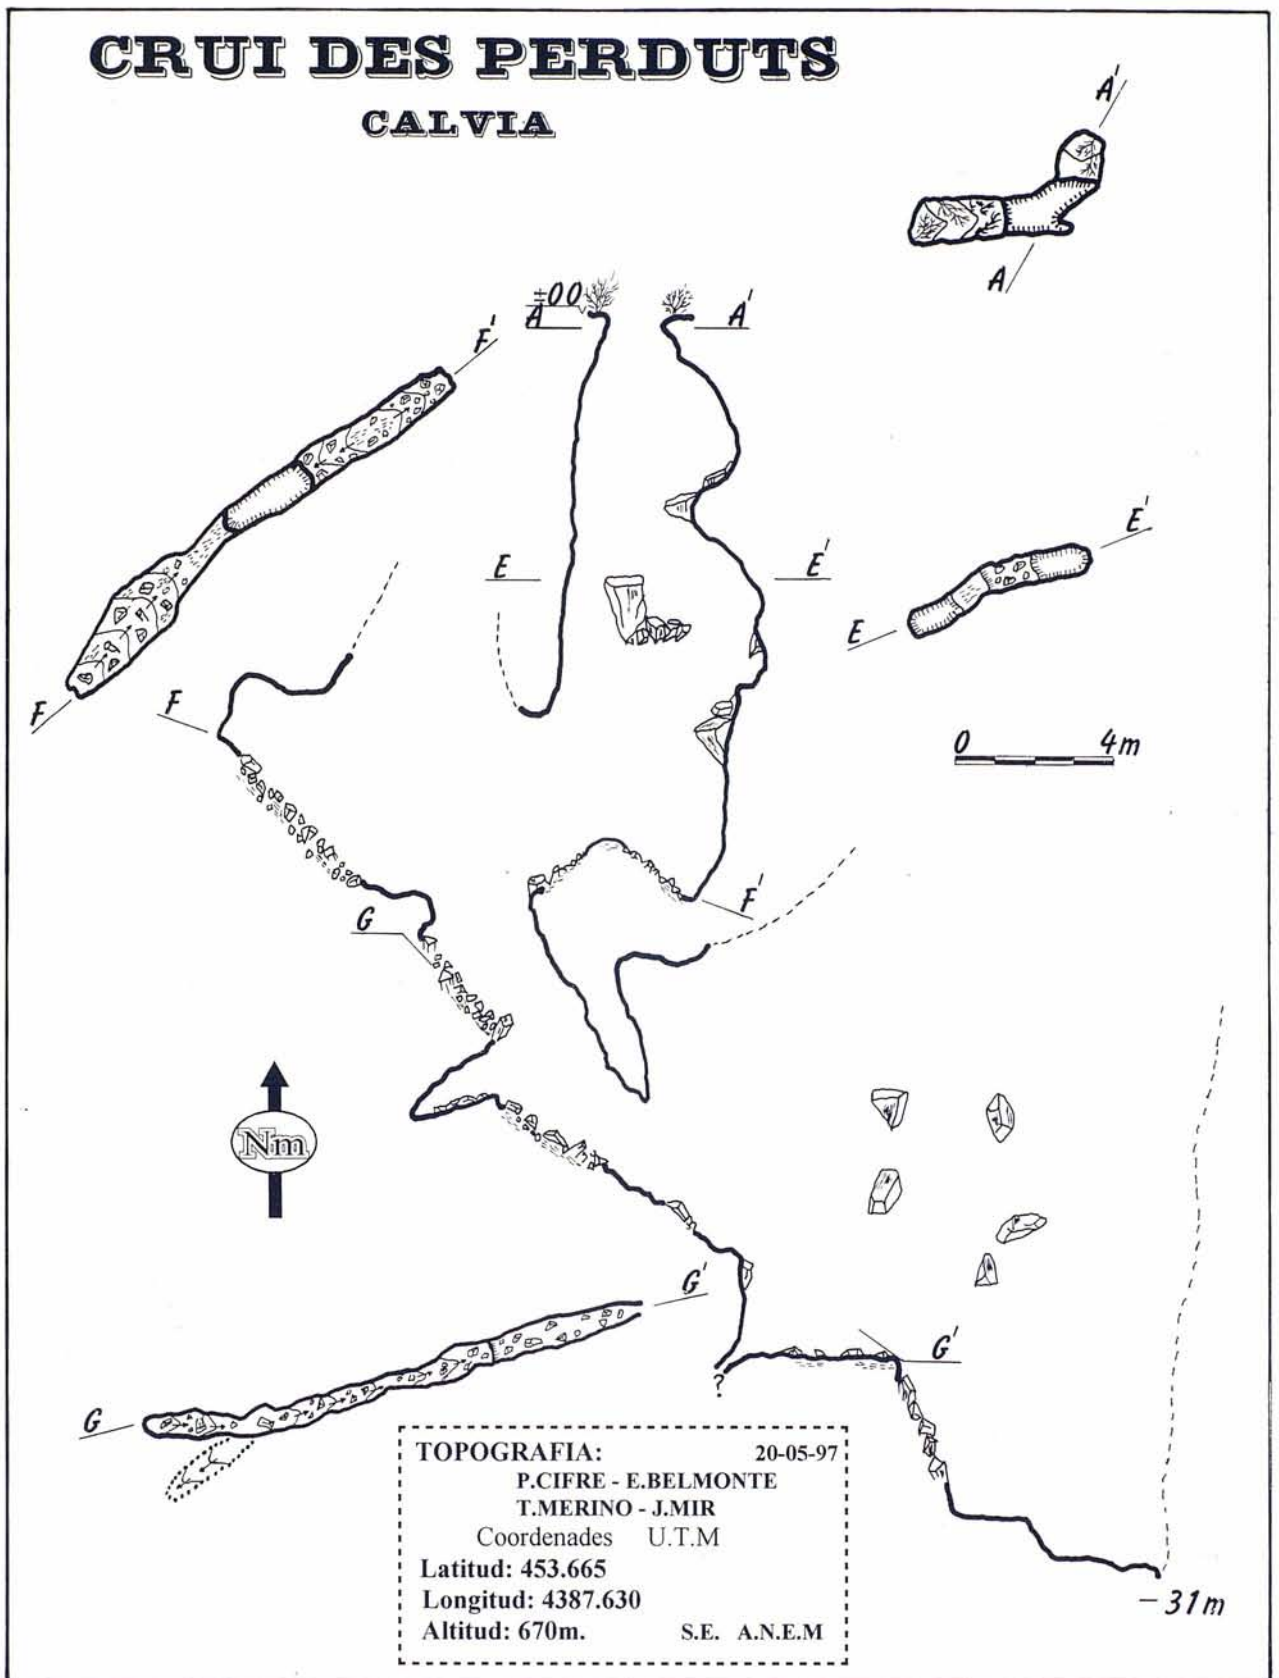 CRUI DES PERDUTS
CALVIA
A'
A
±00
A
A'
F'
E
E'
E'
E
F
F
0 4m
F'
G
Nm
G'
G'
?
G
TOPOGRAFIA: 20-05-97
P.CIFRE - E.BELMONTE
T.MERINO - J.MIR
Coordenades U.T.M
Latitud: 453.665
Longitud: 4387.630
Altitud: 670m. S.E. A.N.E.M
-31m